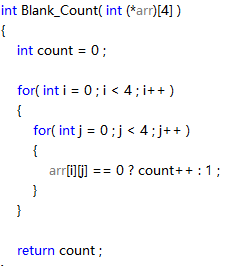 int Blank_Count( int (*arr)[4] )
{
int count = 0 ;
for( int i = 0 ; i < 4 ; i++ )
{
for( int j = 0 ; j < 4 ; j++ )
{
arr[i][j] == 0 ? count++ : 1 ;
}
}
return count ;